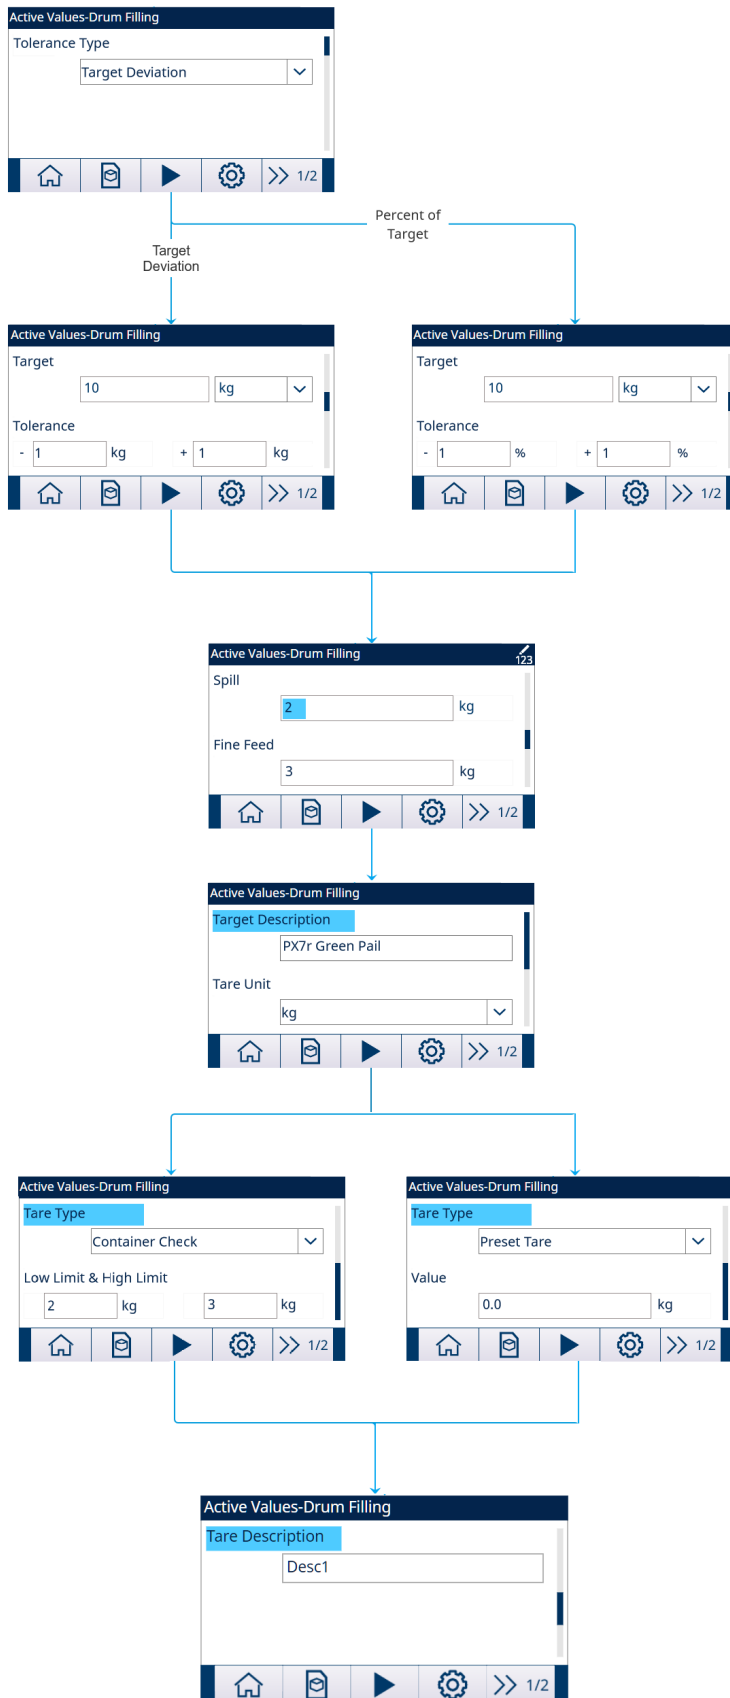 Active Values-Drum Filling
Tolerance Type
Target Deviation
1/2
Percent of
Target
Target
Deviation
Active Values-Drum Filling
Target
10 kg
Tolerance
- 1 kg + 1 kg
1/2
Active Values-Drum Filling
Target
10 kg
Tolerance
- 1 % + 1 %
1/2
Active Values-Drum Filling
123
Spill
2 kg
Fine Feed
3 kg
1/2
Active Values-Drum Filling
Target Description
PX7r Green Pail
Tare Unit
kg
1/2
Active Values-Drum Filling
Tare Type
Container Check
Low Limit & High Limit
2 kg 3 kg
1/2
Active Values-Drum Filling
Tare Type
Preset Tare
Value
0.0 kg
1/2
Active Values-Drum Filling
Tare Description
Desc1
1/2